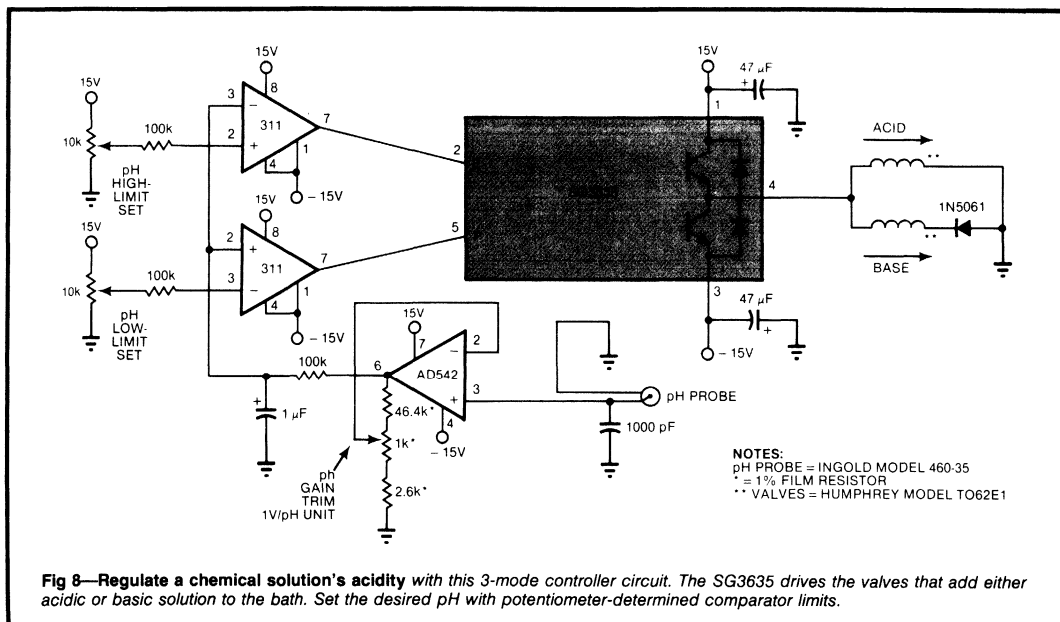 15V
15V
47 μF
+
15V
8
1
3
−
311
7
10k
100k
2
+
1
4
− 15V
pH
HIGH-
LIMIT
SET
2
ACID
**
4
1N5061
**
BASE
15V
15V
8
2
+
311
7
5
10k
100k
3
−
1
4
− 15V
pH
LOW-
LIMIT
SET
3
47 μF
+
− 15V
15V
7
2
−
100k
6
AD542
3
+
4
− 15V
pH PROBE
+
1 μF
46.4k*
1k*
2.6k*
1000 pF
ph
GAIN
TRIM
1V/pH UNIT
NOTES:
pH PROBE = INGOLD MODEL 460-35
* = 1% FILM RESISTOR
** VALVES = HUMPHREY MODEL TO62E1
Fig 8—Regulate a chemical solution's acidity with this 3-mode controller circuit. The SG3635 drives the valves that add either
acidic or basic solution to the bath. Set the desired pH with potentiometer-determined comparator limits.